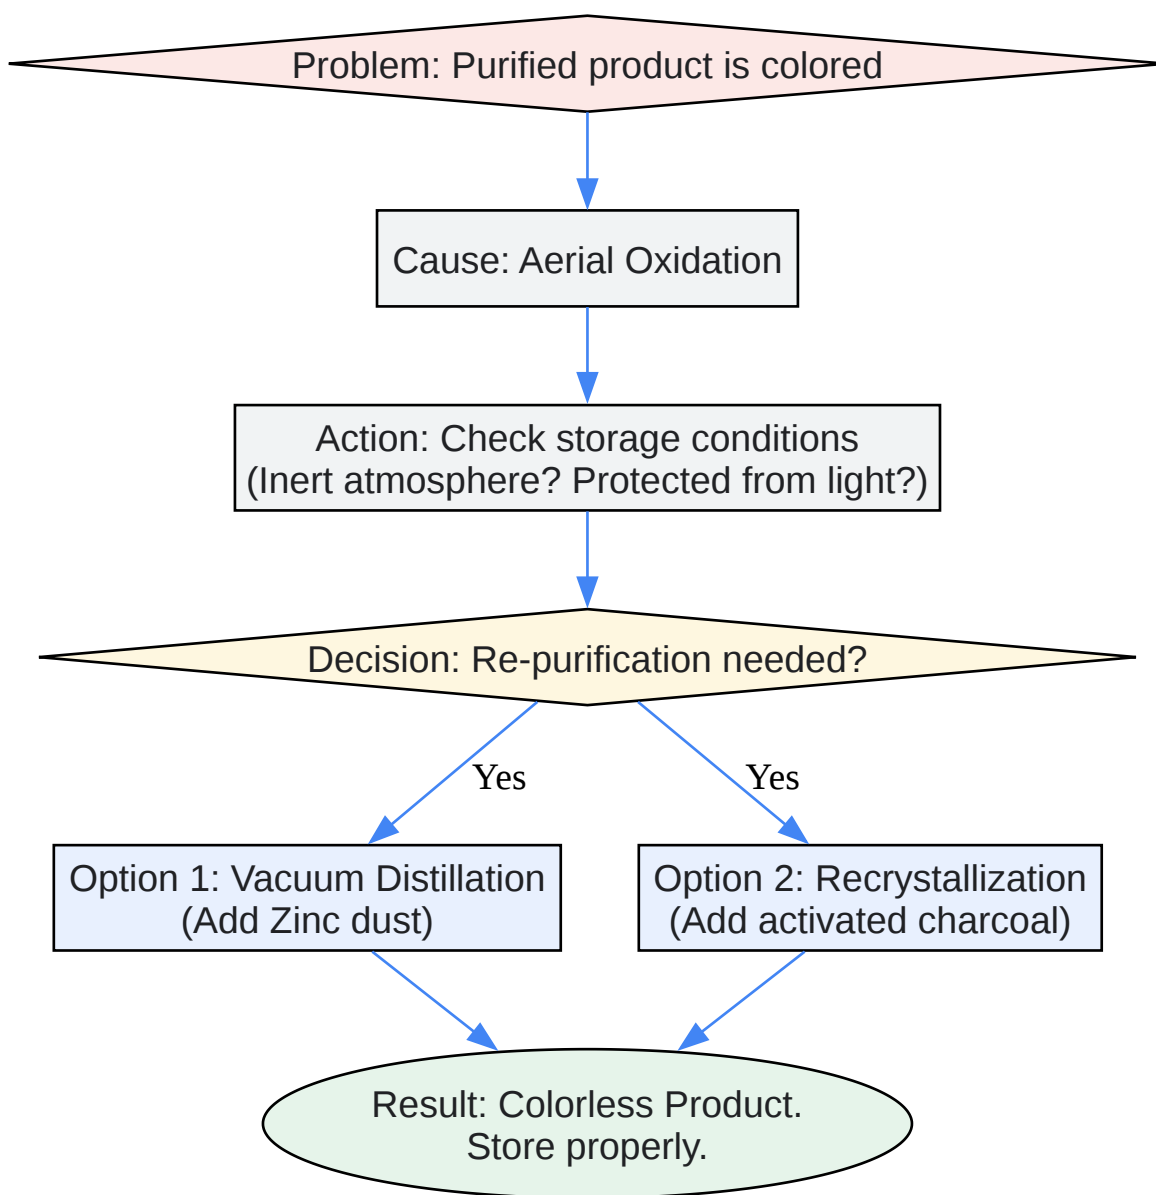 Problem: Purified product is colored
Cause: Aerial Oxidation
Action: Check storage conditions
(Inert atmosphere? Protected from light?)
Decision: Re-purification needed?
Yes
Yes
Option 1: Vacuum Distillation
(Add Zinc dust)
Option 2: Recrystallization
(Add activated charcoal)
Result: Colorless Product.
Store properly.